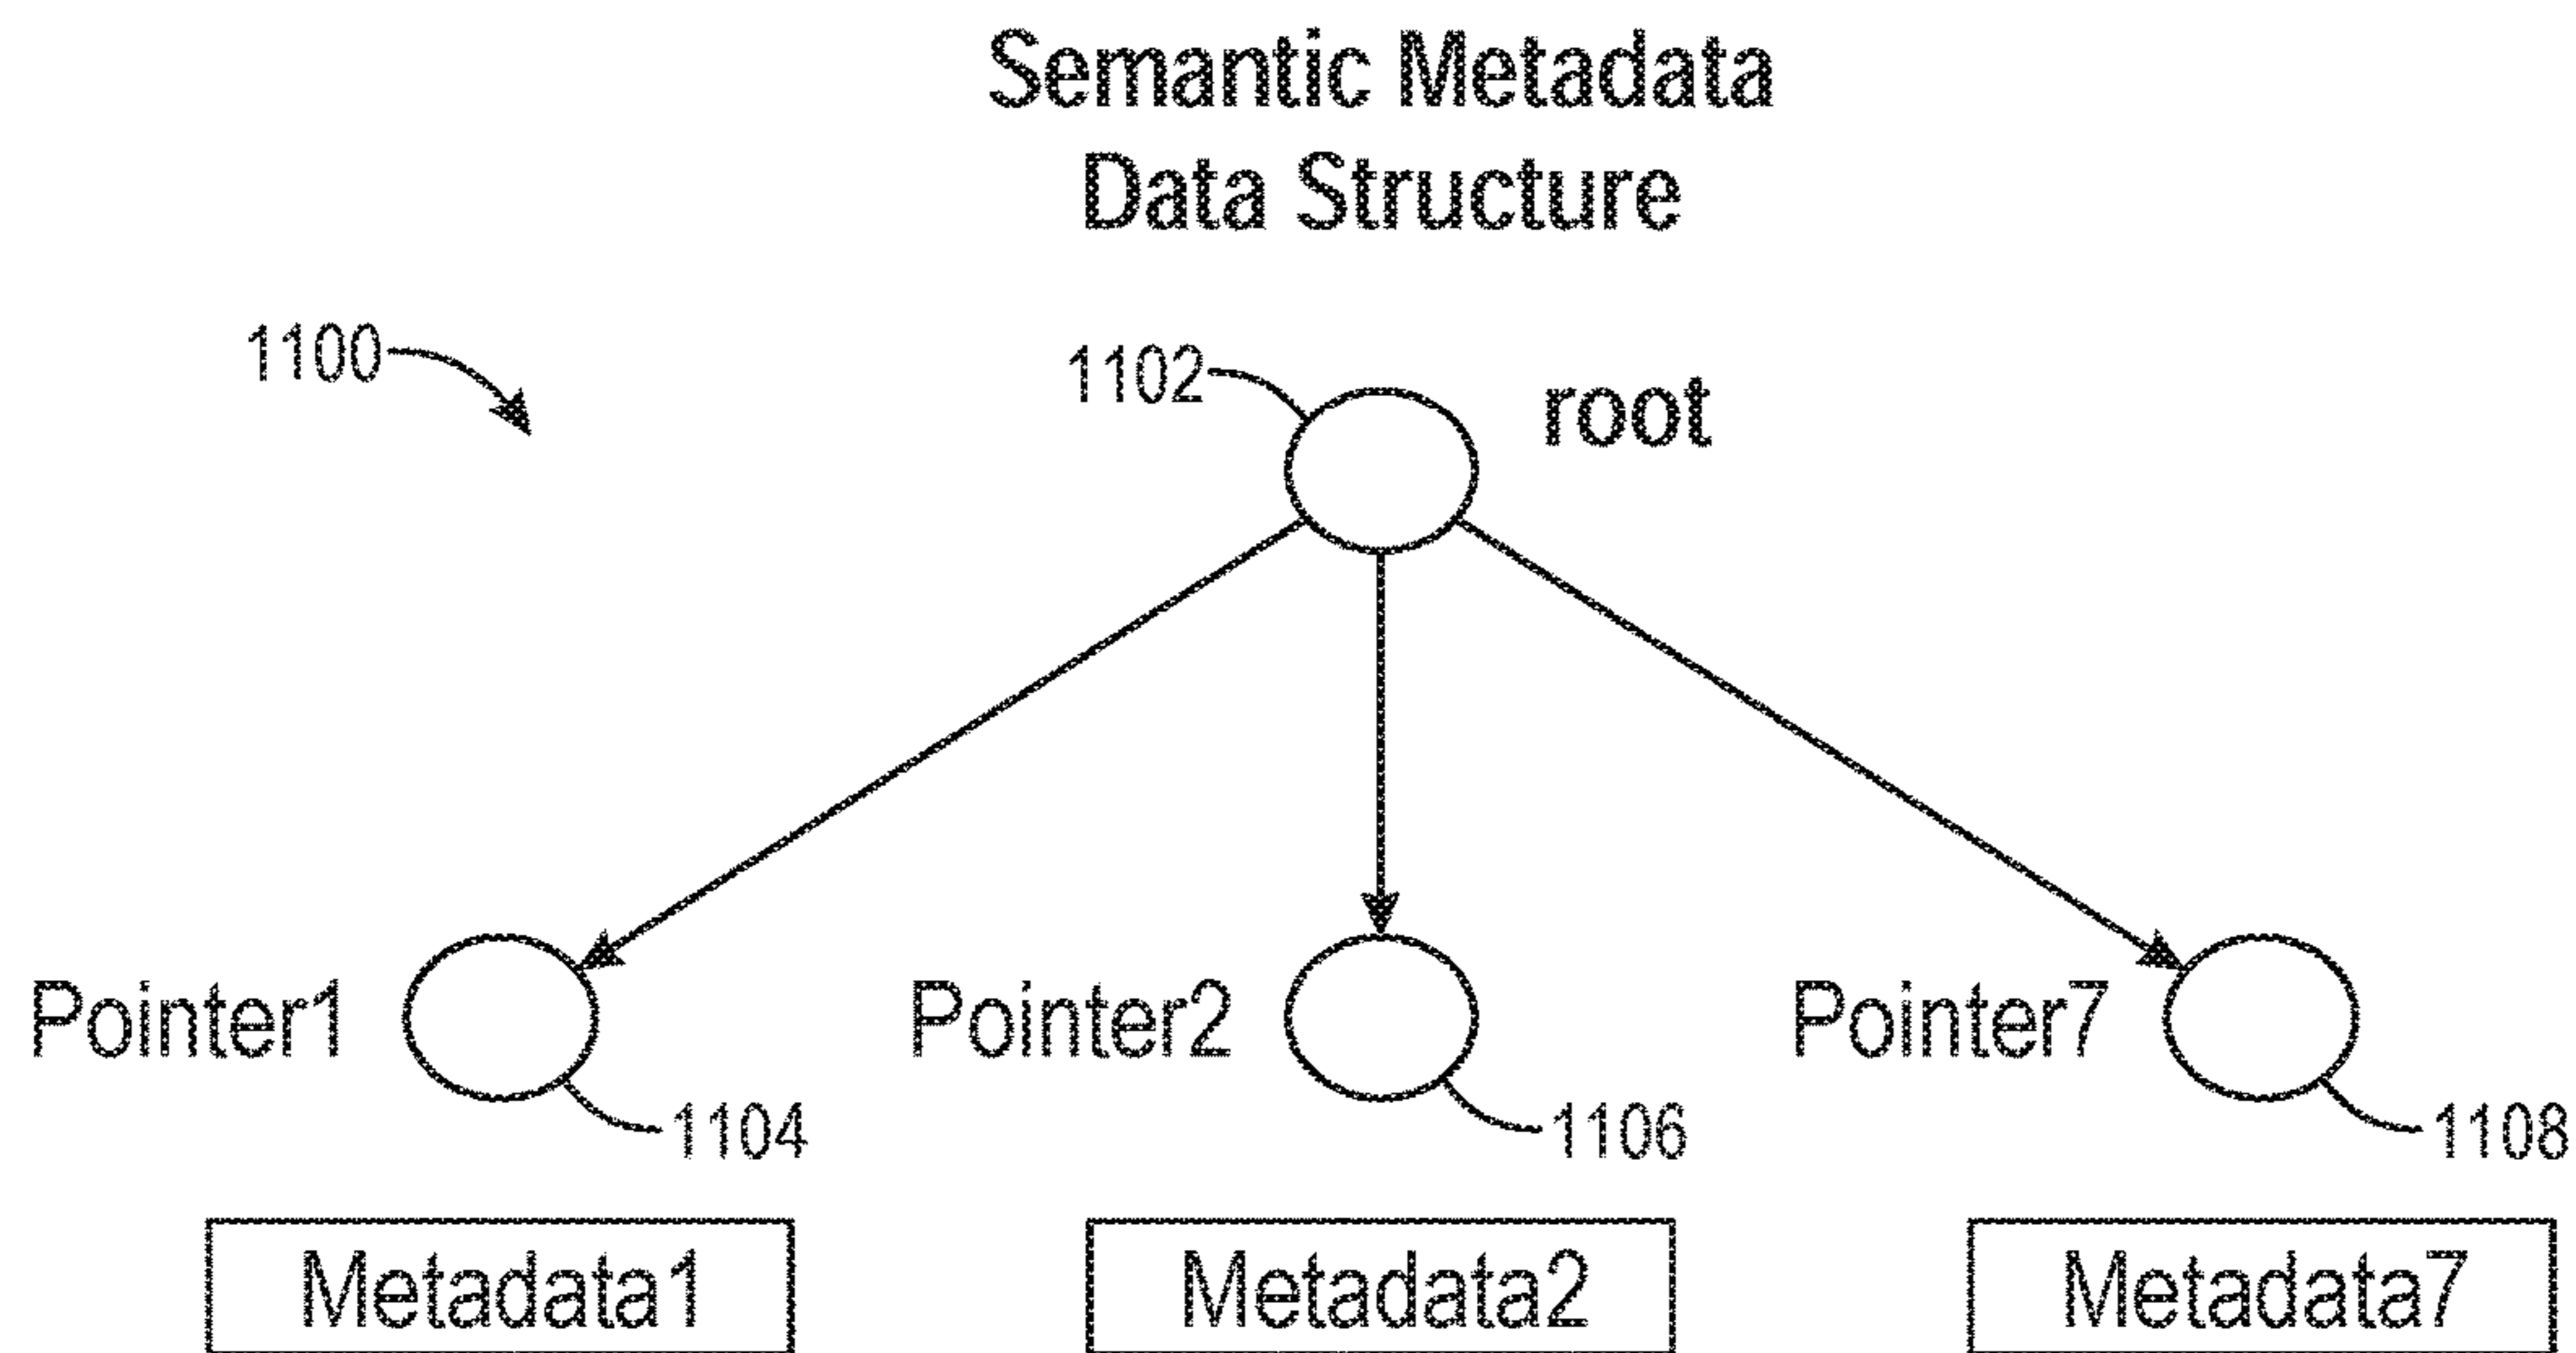 Semantic Metadata
Data Structure
1100
1102
root
Pointer1
Pointer2
Pointer7
1104
1106
1108
Metadata1
Metadata2
Metadata7